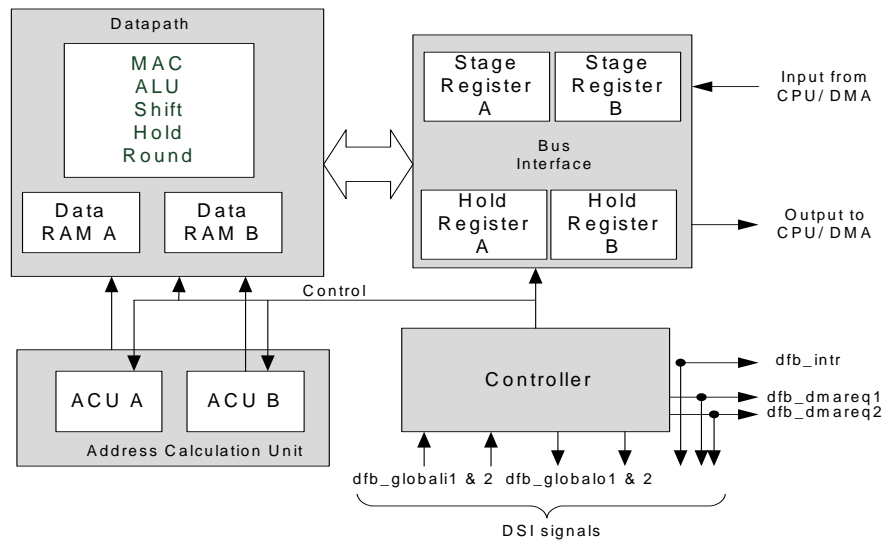 Datapath
MAC
ALU
Shift
Hold
Round
Data
RAM A
Data
RAM B
Stage
Register
A
Stage
Register
B
Bus
Interface
Hold
Register
A
Hold
Register
B
Input from
CPU/DMA
Output to
CPU/DMA
Control
ACU A
ACU B
Address Calculation Unit
Controller
dfb_intr
dfb_dmareq1
dfb_dmareq2
dfb_globali1 & 2
dfb_globalo1 & 2
DSI signals